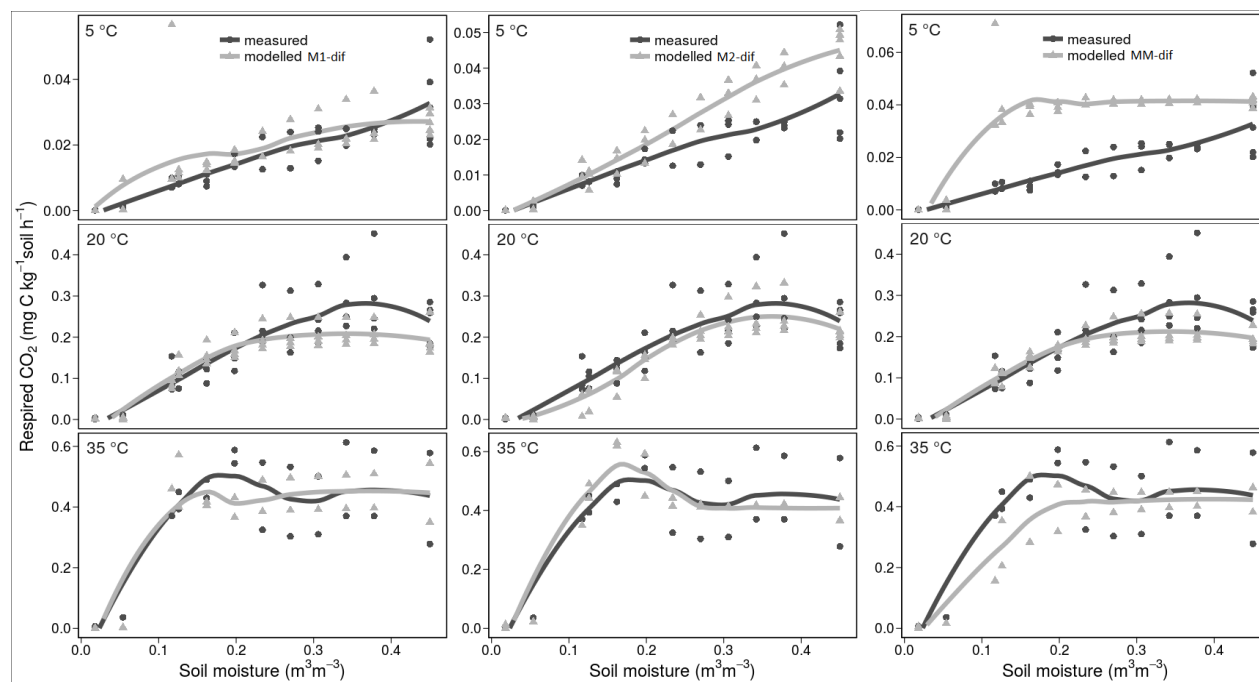 5 °C
measured
modelled M1-dif
0.04
0.02
0.00
5 °C
measured
modelled M2-dif
0.05
0.04
0.03
0.02
0.01
0.00
5 °C
measured
modelled MM-dif
0.06
0.04
0.02
0.00
Respired CO₂ (mg C kg⁻¹soil h⁻¹)
20 °C
0.4
0.3
0.2
0.1
0.0
20 °C
0.4
0.3
0.2
0.1
0.0
20 °C
0.4
0.3
0.2
0.1
0.0
35 °C
0.6
0.4
0.2
0.0
35 °C
0.6
0.4
0.2
0.0
35 °C
0.6
0.4
0.2
0.0
0.0 0.1 0.2 0.3 0.4
0.0 0.1 0.2 0.3 0.4
0.0 0.1 0.2 0.3 0.4
Soil moisture (m³m⁻³)
Soil moisture (m³m⁻³)
Soil moisture (m³m⁻³)